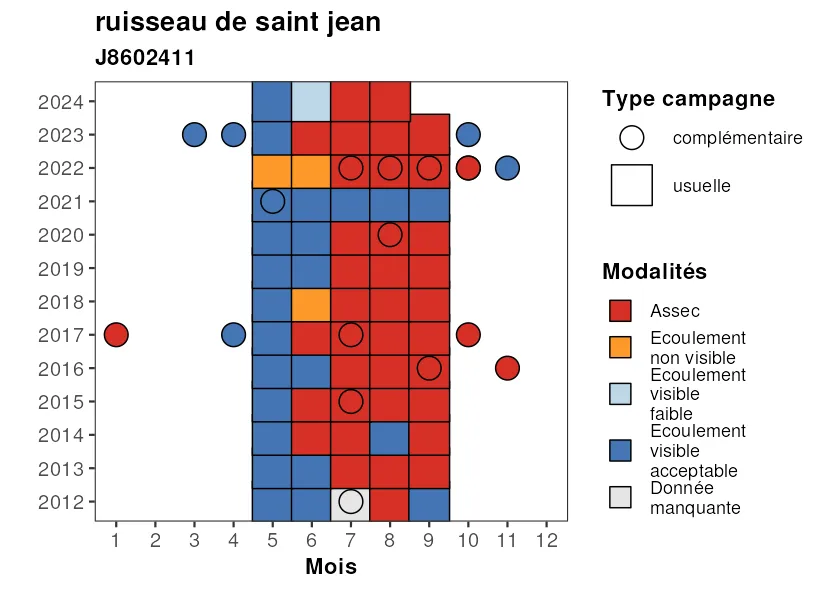 ruisseau de saint jean
J8602411
2024
2023
2022
2021
2020
2019
2018
2017
2016
2015
2014
2013
2012
1 2 3 4 5 6 7 8 9 10 11 12
Mois
Type campagne
complémentaire
usuelle
Modalités
Assec
Ecoulement
non visible
Ecoulement
visible
faible
Ecoulement
visible
acceptable
Donnée
manquante